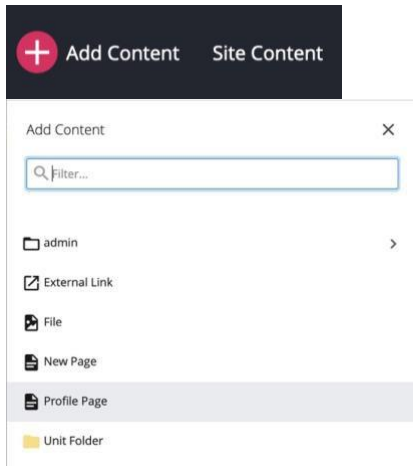 Add Content Site Content
Add Content
Filter...
admin
External Link
File
New Page
Profile Page
Unit Folder